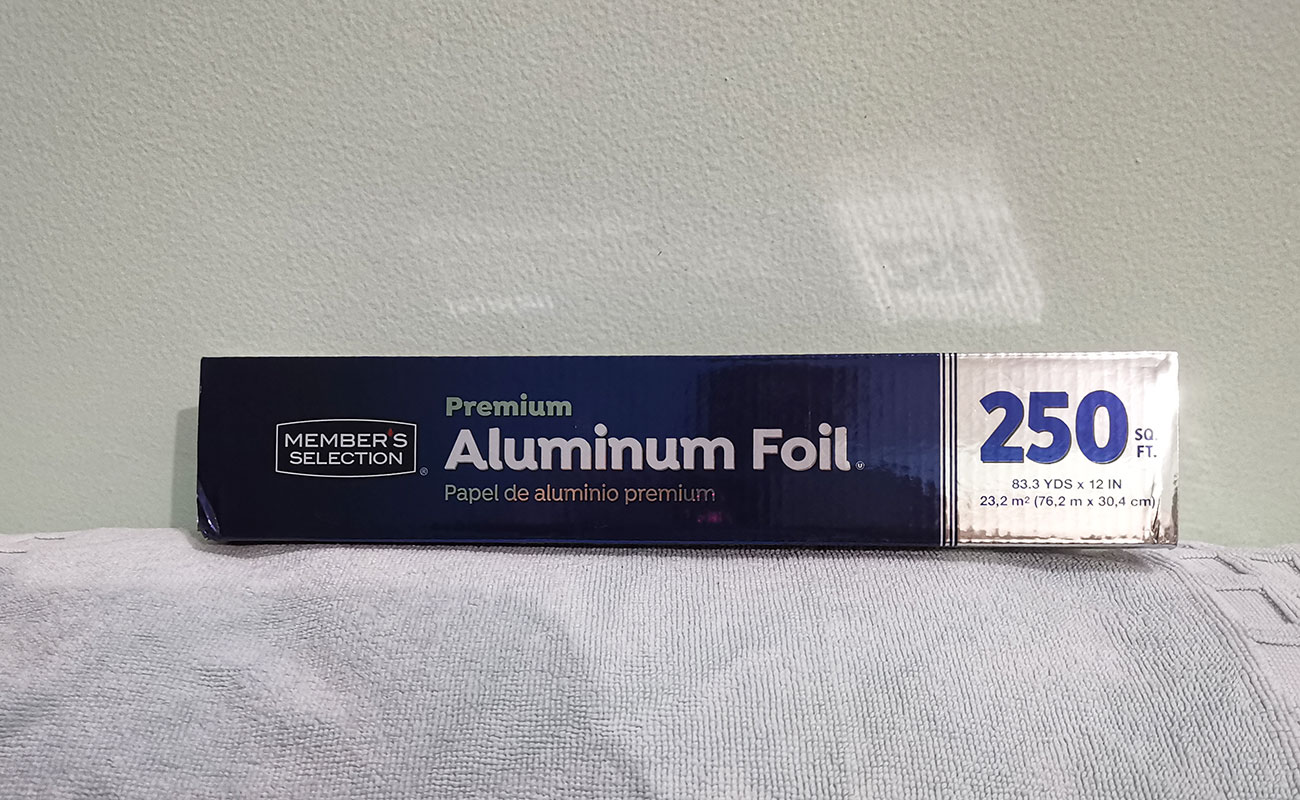 MEMBER'S
SELECTION
®
Premium
Aluminum Foil
Papel de aluminio premium
250
SQ.
FT.
83.3 YDS x 12 IN
23,2 m² (76,2 m x 30,4 cm)